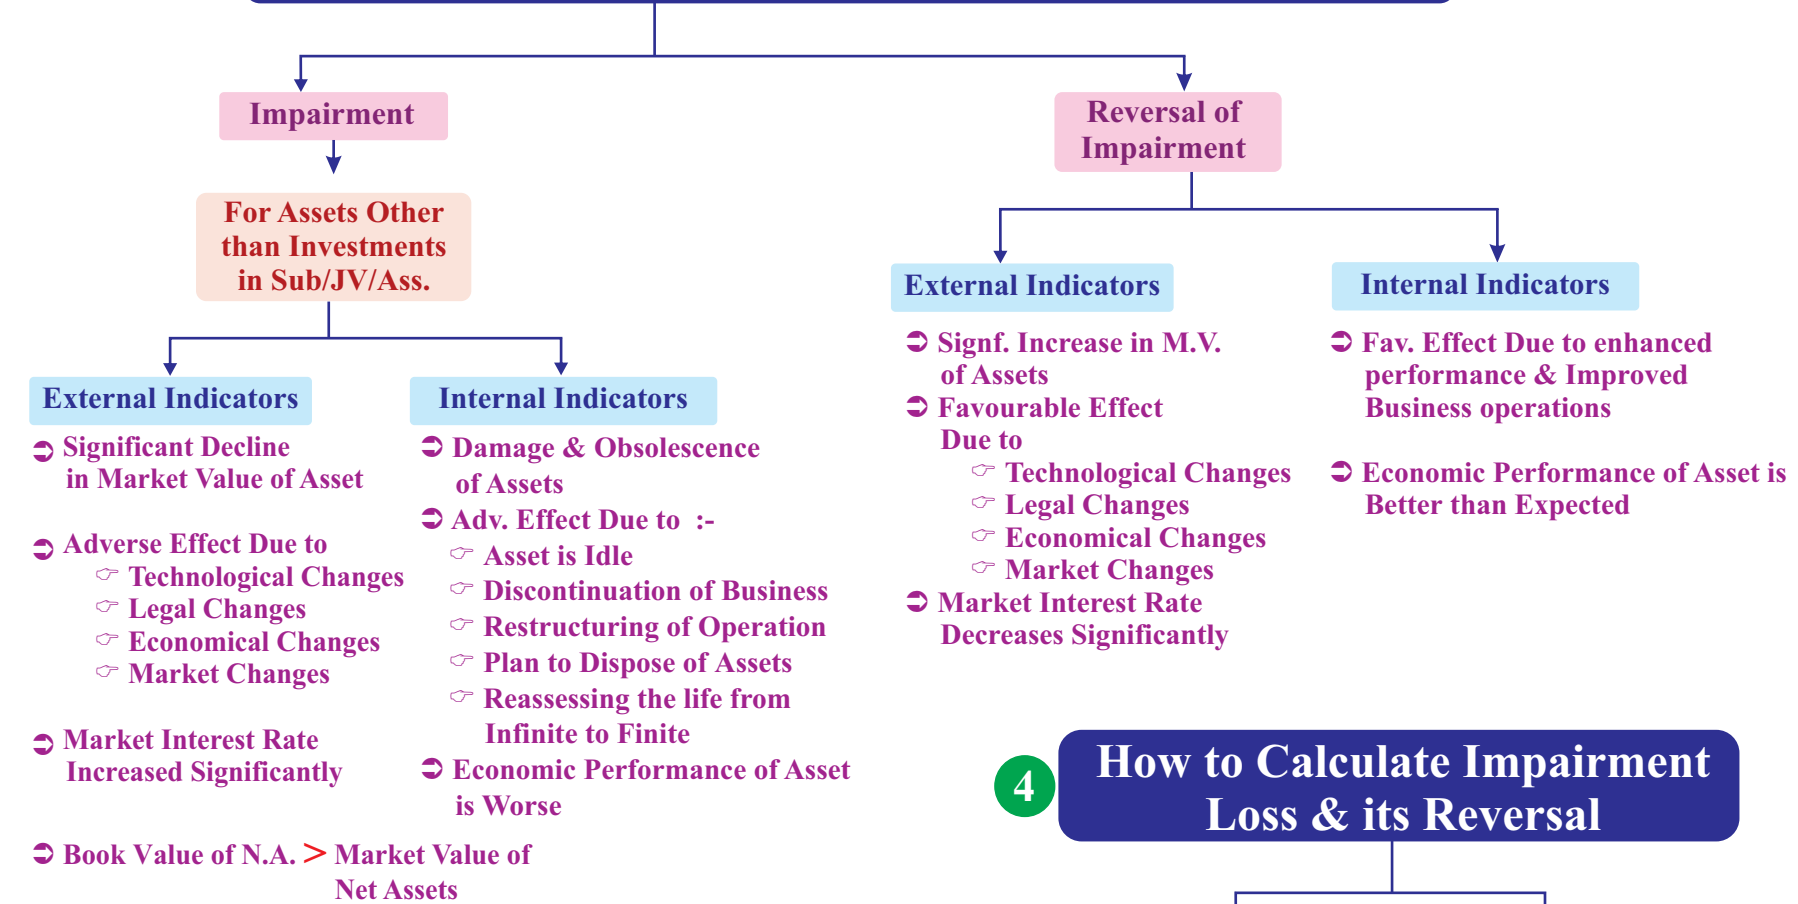 Impairment
For Assets Other
than Investments
in Sub/JV/Ass.
External Indicators
Significant Decline
in Market Value of Asset
Adverse Effect Due to
Technological Changes
Legal Changes
Economical Changes
Market Changes
Market Interest Rate
Increased Significantly
Book Value of N.A. > Market Value of
Net Assets
Internal Indicators
Damage & Obsolescence
of Assets
Adv. Effect Due to :-
Asset is Idle
Discontinuation of Business
Restructuring of Operation
Plan to Dispose of Assets
Reassessing the life from
Infinite to Finite
Economic Performance of Asset
is Worse
Reversal of
Impairment
External Indicators
Signf. Increase in M.V.
of Assets
Favourable Effect
Due to
Technological Changes
Legal Changes
Economical Changes
Market Changes
Market Interest Rate
Decreases Significantly
Internal Indicators
Fav. Effect Due to enhanced
performance & Improved
Business operations
Economic Performance of Asset is
Better than Expected
4
How to Calculate Impairment
Loss & its Reversal